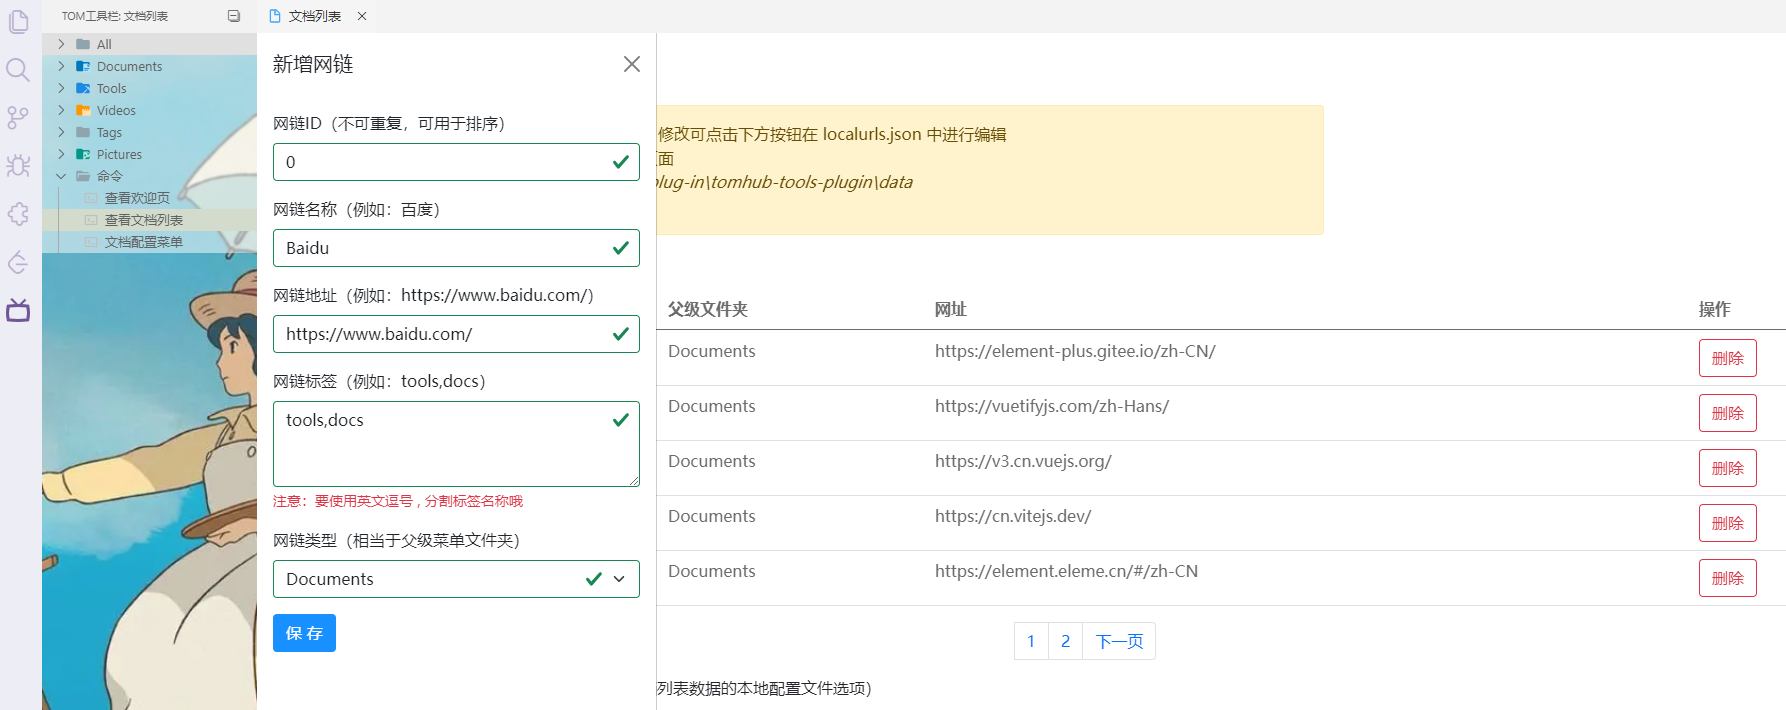 TOM工具栏: 文档列表
All
Documents
Tools
Videos
Tags
Pictures
命令
查看欢迎页
查看文档列表
文档配置菜单
文档列表
新增网链
网链ID（不可重复，可用于排序）
0
网链名称（例如：百度）
Baidu
网链地址（例如：https://www.baidu.com/）
https://www.baidu.com/
网链标签（例如：tools,docs）
tools,docs
注意：要使用英文逗号 , 分割标签名称哦
网链类型（相当于父级菜单文件夹）
Documents
保 存
修改可点击下方按钮在 localurls.json 中进行编辑
面
plug-in\tomhub-tools-plugin\data
父级文件夹 网址 操作
Documents https://element-plus.gitee.io/zh-CN/ 删除
Documents https://vuetifyjs.com/zh-Hans/ 删除
Documents https://v3.cn.vuejs.org/ 删除
Documents https://cn.vitejs.dev/ 删除
Documents https://element.eleme.cn/#/zh-CN 删除
1 2 下一页
列表数据的本地配置文件选项）